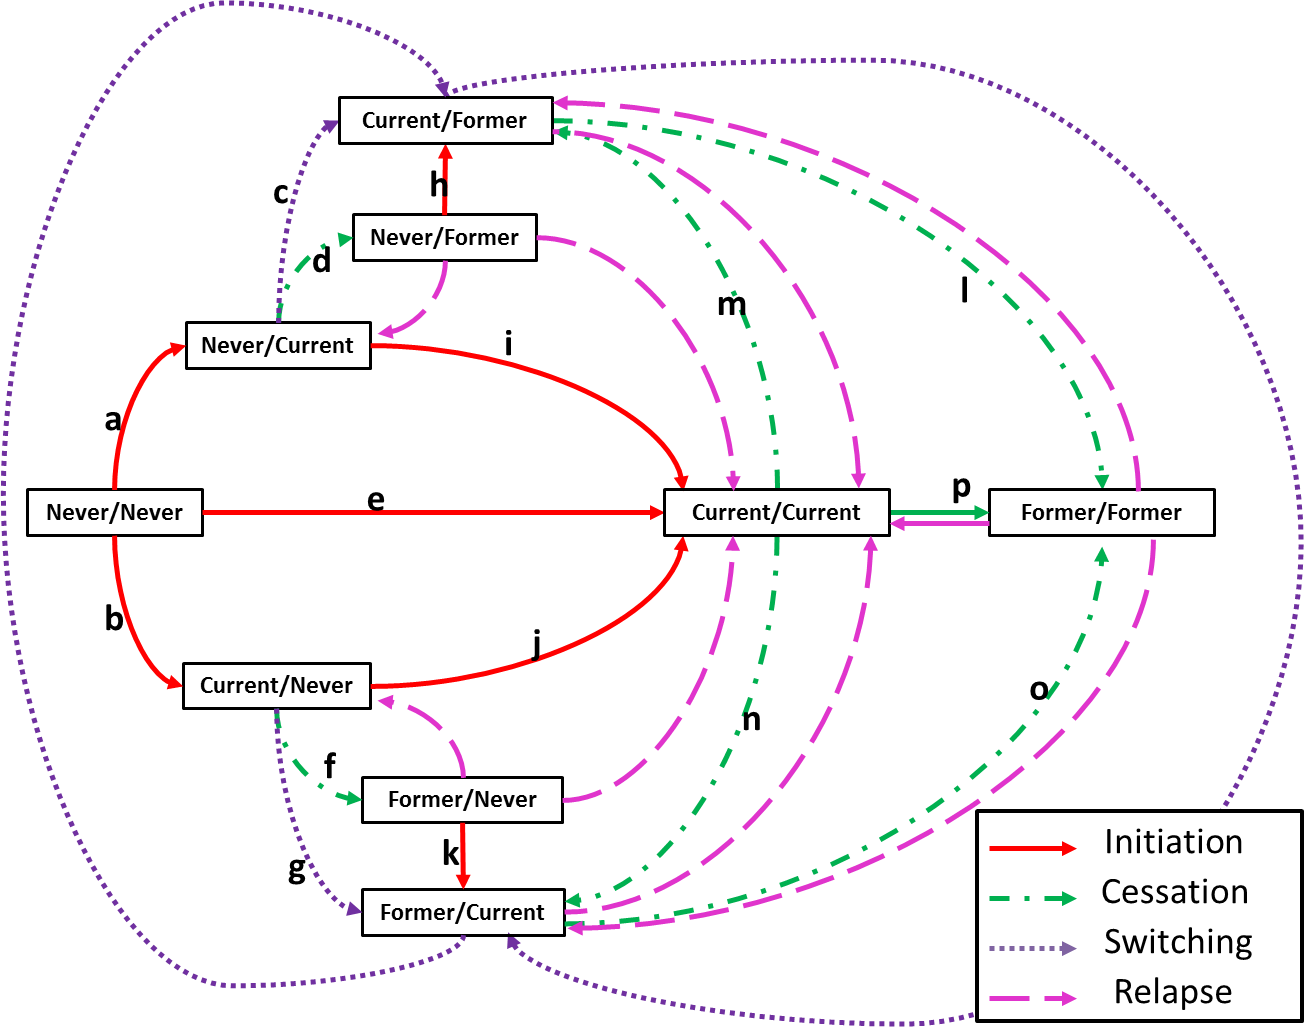 Current/Former
h
c
Never/Former
d
m
l
Never/Current
i
a
e
p
Never/Never
Current/Current
Former/Former
b
j
Current/Never
o
n
f
Former/Never
k
g
Former/Current
Initiation
Cessation
Switching
Relapse